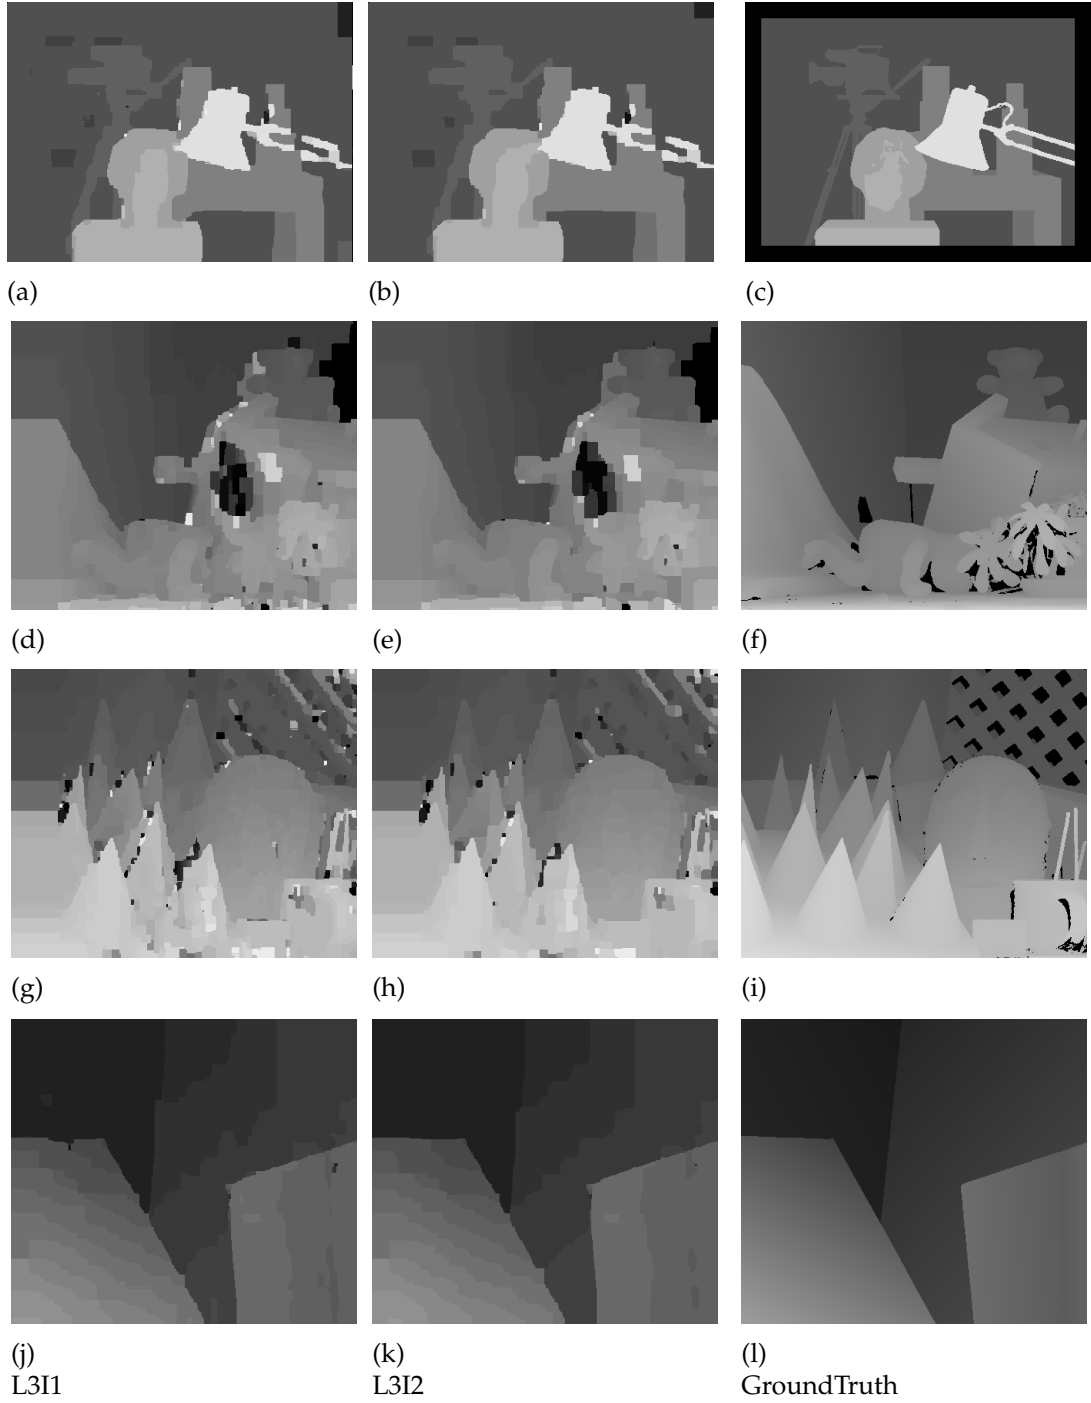 (a) (b) (c)
(d) (e) (f)
(g) (h) (i)
(j) (k) (l)
L3I1 L3I2 GroundTruth